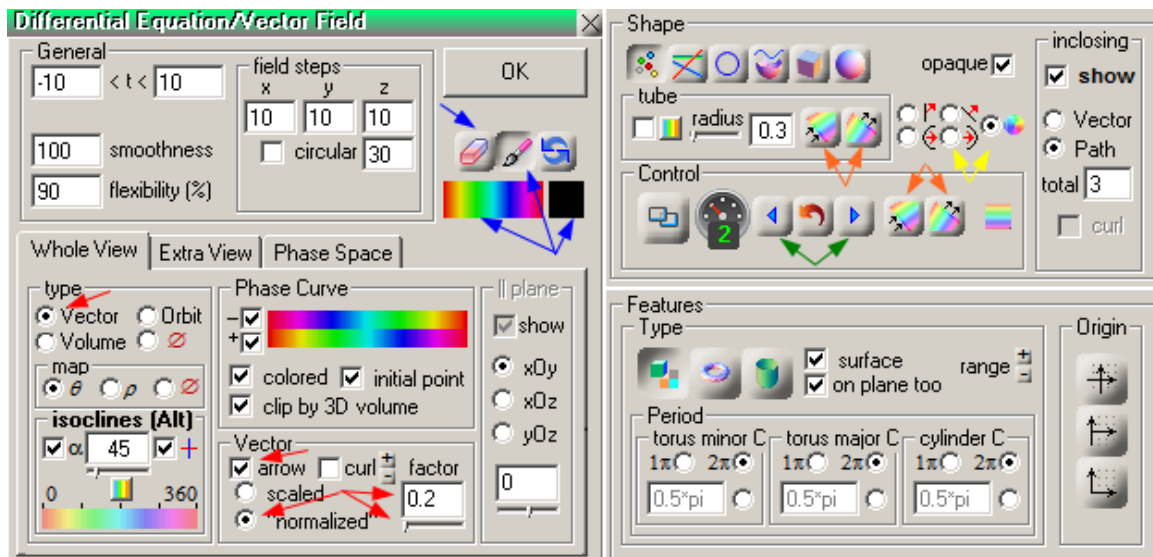 Differential Equation/Vector Field
General
-10 < t < 10
100 smoothness
90 flexibility (%)
field steps
x y z
10 10 10
circular 30
OK
Whole View Extra View Phase Space
type
Vector Orbit
Volume Ø
map
θ ρ Ø
isoclines (Alt)
α 45 +
0 360
Phase Curve
−
+
colored initial point
clip by 3D volume
Vector
arrow curl + - factor
scaled 0.2
"normalized"
II plane
show
xOy
xOz
yOz
0
Shape
opaque
tube
radius 0.3
Control
2
inclosing
show
Vector
Path
total 3
curl
Features
Type
surface
on plane too
range + -
Period
torus minor C torus major C cylinder C
1π 2π 1π 2π 1π 2π
0.5*pi 0.5*pi 0.5*pi
Origin